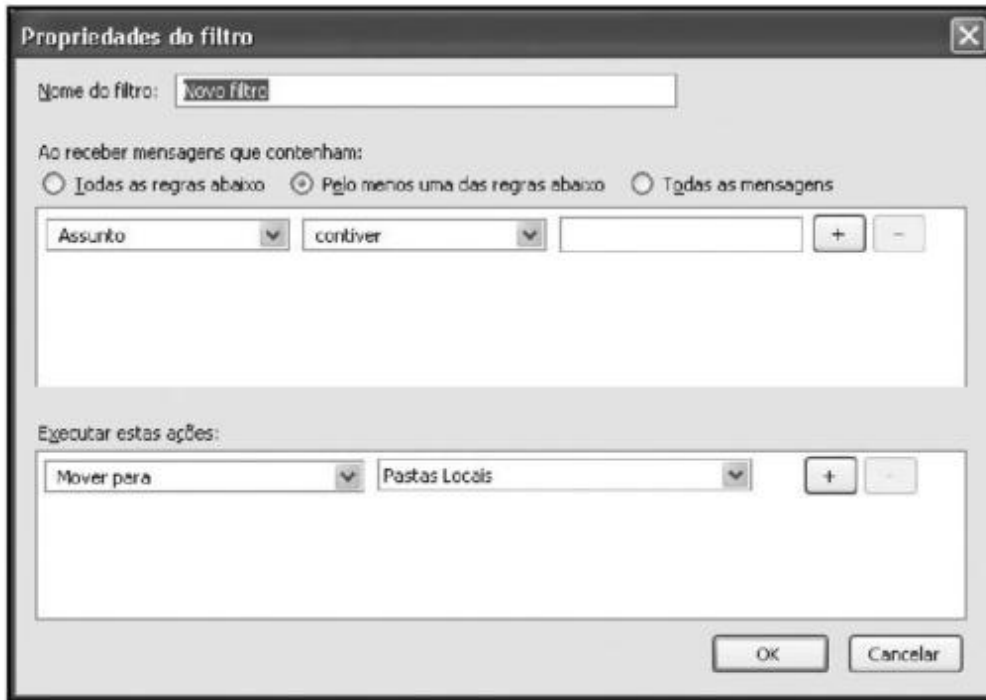 Propriedades do filtro
Nome do filtro: Novo filtro
Ao receber mensagens que contenham:
Todas as regras abaixo Pelo menos uma das regras abaixo Todas as mensagens
Assunto contiver + -
Executar estas ações:
Mover para Pastas Locais + -
OK Cancelar